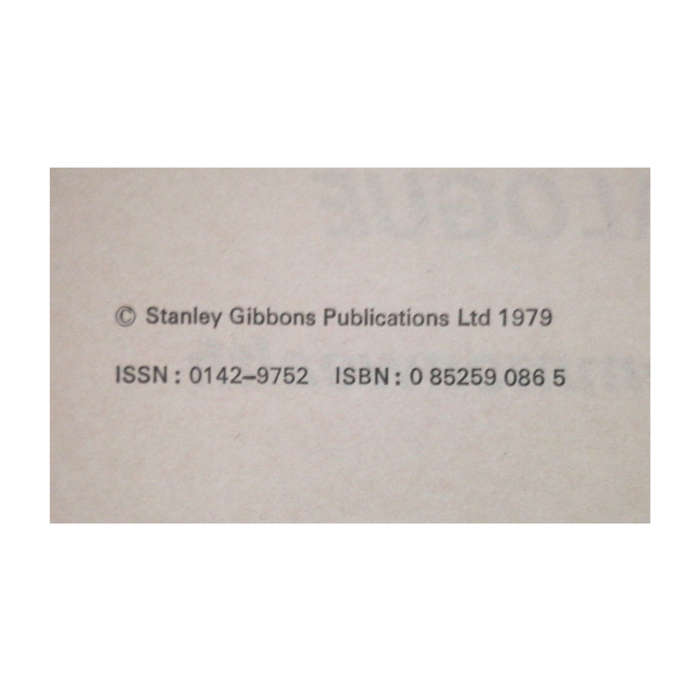 © Stanley Gibbons Publications Ltd 1979
ISSN : 0142–9752 ISBN : 0 85259 086 5